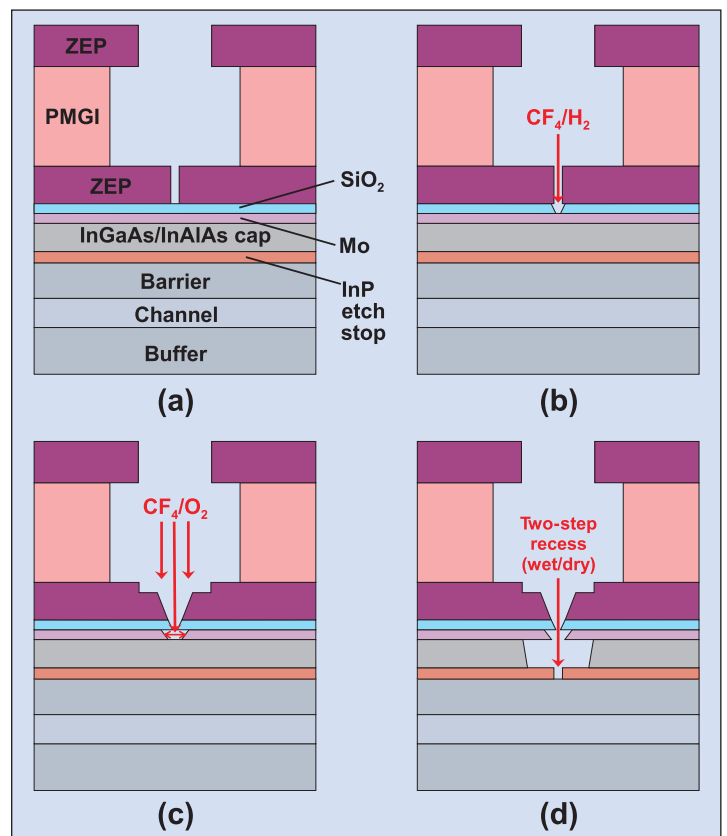 ZEP
PMGI
ZEP
SiO₂
InGaAs/InAlAs cap
Mo
Barrier
InP
etch
stop
Channel
Buffer
(a)
CF₄/H₂
(b)
CF₄/O₂
(c)
Two-step
recess
(wet/dry)
(d)